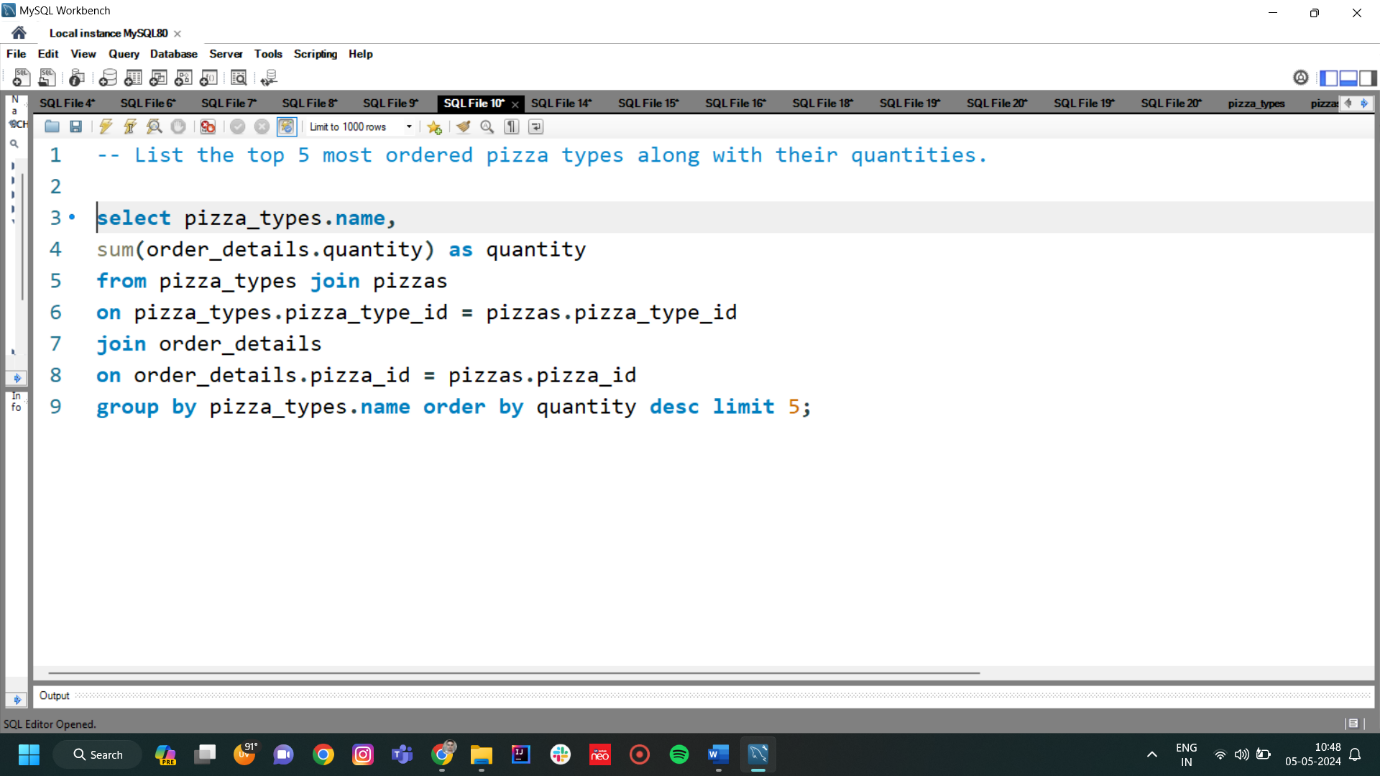 MySQL Workbench
Local instance MySQL80
File Edit View Query Database Server Tools Scripting Help
SQL File 4* SQL File 6* SQL File 7* SQL File 8* SQL File 9* SQL File 10* SQL File 14* SQL File 15* SQL File 16* SQL File 18* SQL File 19* SQL File 20* SQL File 19* SQL File 20* pizza_types pizzas
Limit to 1000 rows
1 -- List the top 5 most ordered pizza types along with their quantities.
2
3 select pizza_types.name,
4 sum(order_details.quantity) as quantity
5 from pizza_types join pizzas
6 on pizza_types.pizza_type_id = pizzas.pizza_type_id
7 join order_details
8 on order_details.pizza_id = pizzas.pizza_id
9 group by pizza_types.name order by quantity desc limit 5;
Output
SQL Editor Opened.
Search
PRE
91°
neo
ENG
IN
10:48
05-05-2024